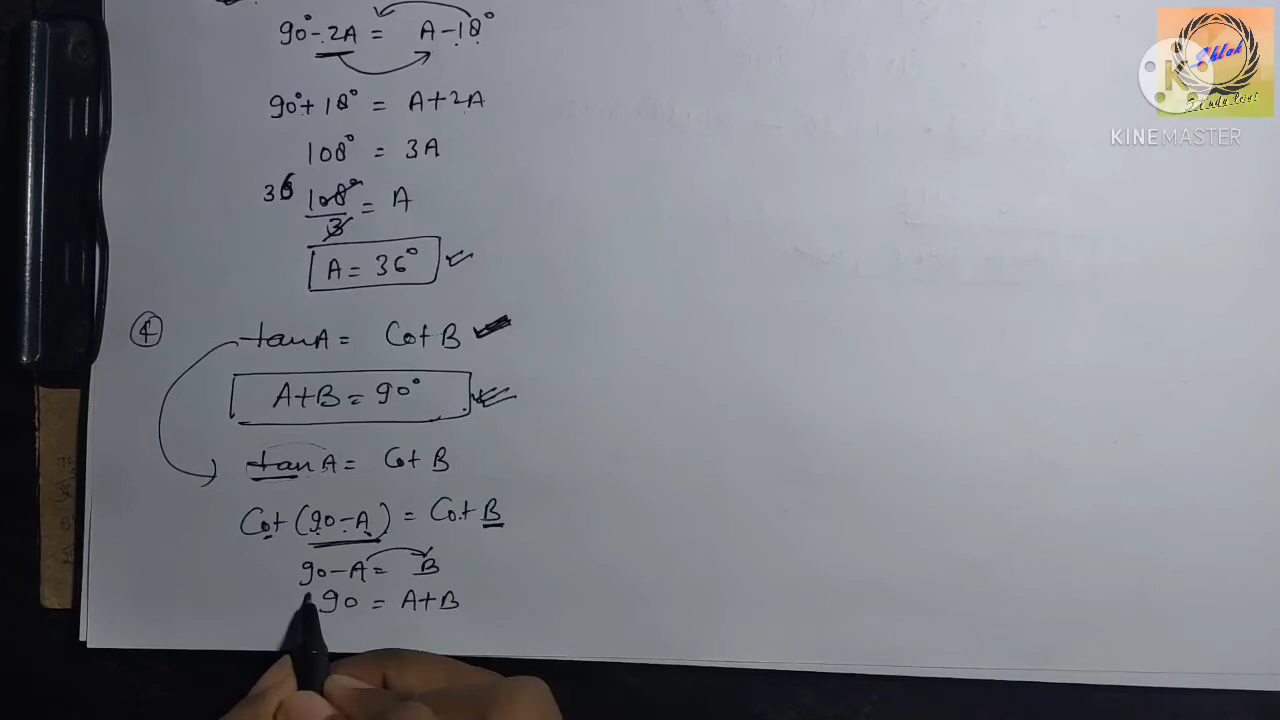 90°-2A = A-18°
90°+18° = A+2A
108° = 3A
36 108°/3 = A
A = 36°
④ tanA = Cot B
A+B = 90°
tanA = Cot B
Cot (90-A) = Cot B
90-A = B
90 = A+B
KINEMASTER